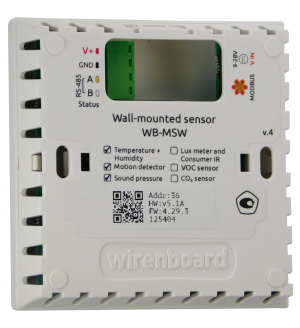 V+
GND
A
B
RS-485
Status
9-28V
V IN
MODBUS
Wall-mounted sensor
WB-MSW
v.4
Temperature +
Humidity
Motion detector
Sound pressure
Lux meter and
Consumer IR
VOC sensor
CO₂ sensor
Addr:36
HW:v5.1A
FW:4.29.3
125404
wirenboard